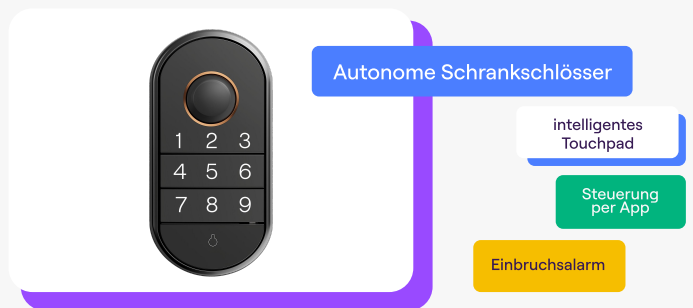 Autonome Schrankschlösser
1 2 3
4 5 6
7 8 9
intelligentes
Touchpad
Steuerung
per App
Einbruchsalarm